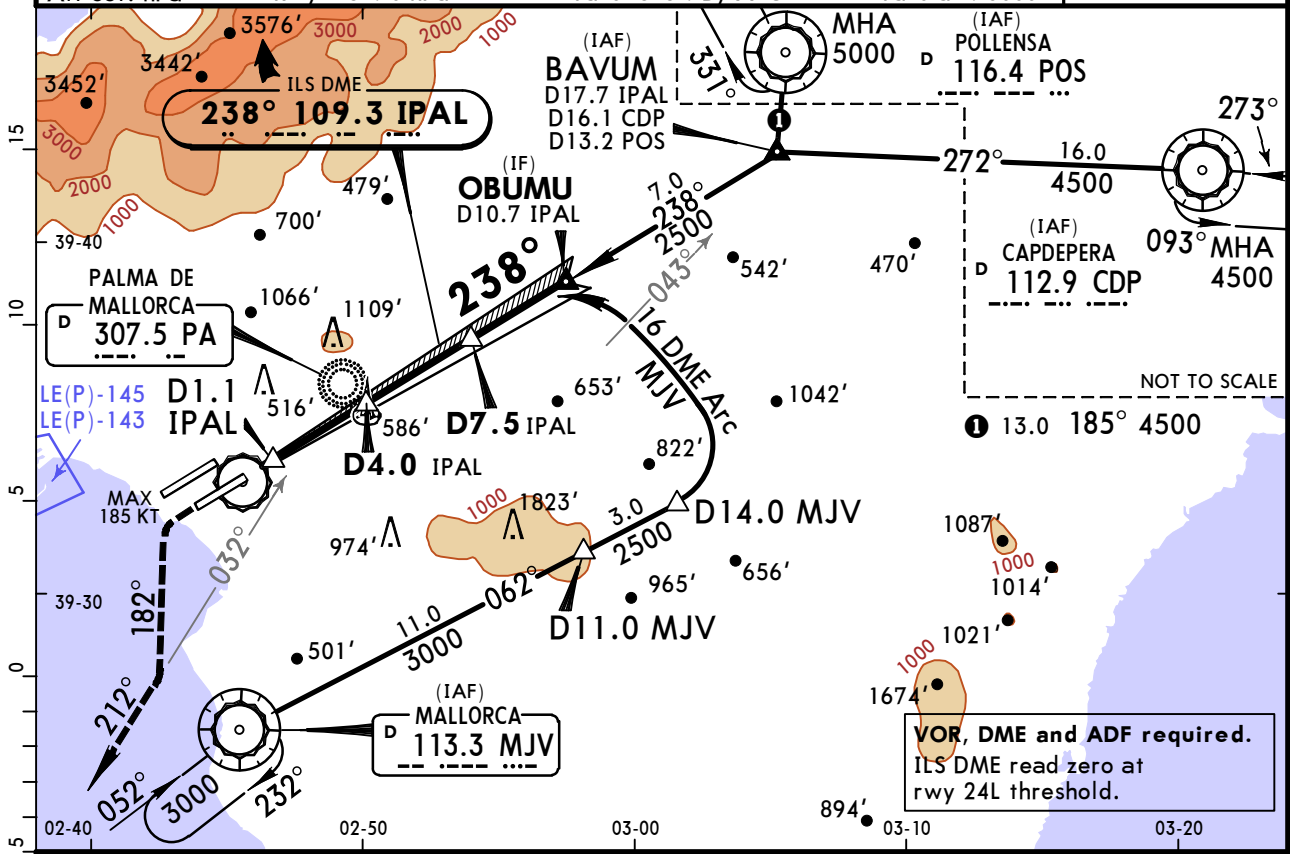 3576'
3000
2000
1000
3442'
3452'
3000
2000
1000
ILS DME
238° 109.3 IPAL
(IAF)
BAVUM
D17.7 IPAL
D16.1 CDP
D13.2 POS
331°
MHA
5000
D
(IAF)
POLLENSA
116.4 POS
1
273°
272°
16.0
4500
093°
MHA
4500
(IAF)
CAPDEPERA
D
112.9 CDP
NOT TO SCALE
1 13.0 185° 4500
15
39-40
10
5
39-30
0
5
479'
700'
(IF)
OBUMU
D10.7 IPAL
7.0
238°
2500
043°
542'
470'
238°
PALMA DE
MALLORCA
D
307.5 PA
1066'
1109'
16 DME Arc
MJV
LE(P)-145
LE(P)-143
D1.1
IPAL
516'
586'
D7.5 IPAL
D4.0 IPAL
653'
1042'
822'
MAX
185 KT
1000
1823'
3.0
2500
D14.0 MJV
974'
032°
182°
212°
062°
11.0
3000
D11.0 MJV
965'
656'
1087'
1000
1014'
1021'
1000
1674'
501'
(IAF)
MALLORCA
D
113.3 MJV
052°
3000
232°
VOR, DME and ADF required.
ILS DME read zero at
rwy 24L threshold.
894'
02-40
02-50
03-00
03-10
03-20